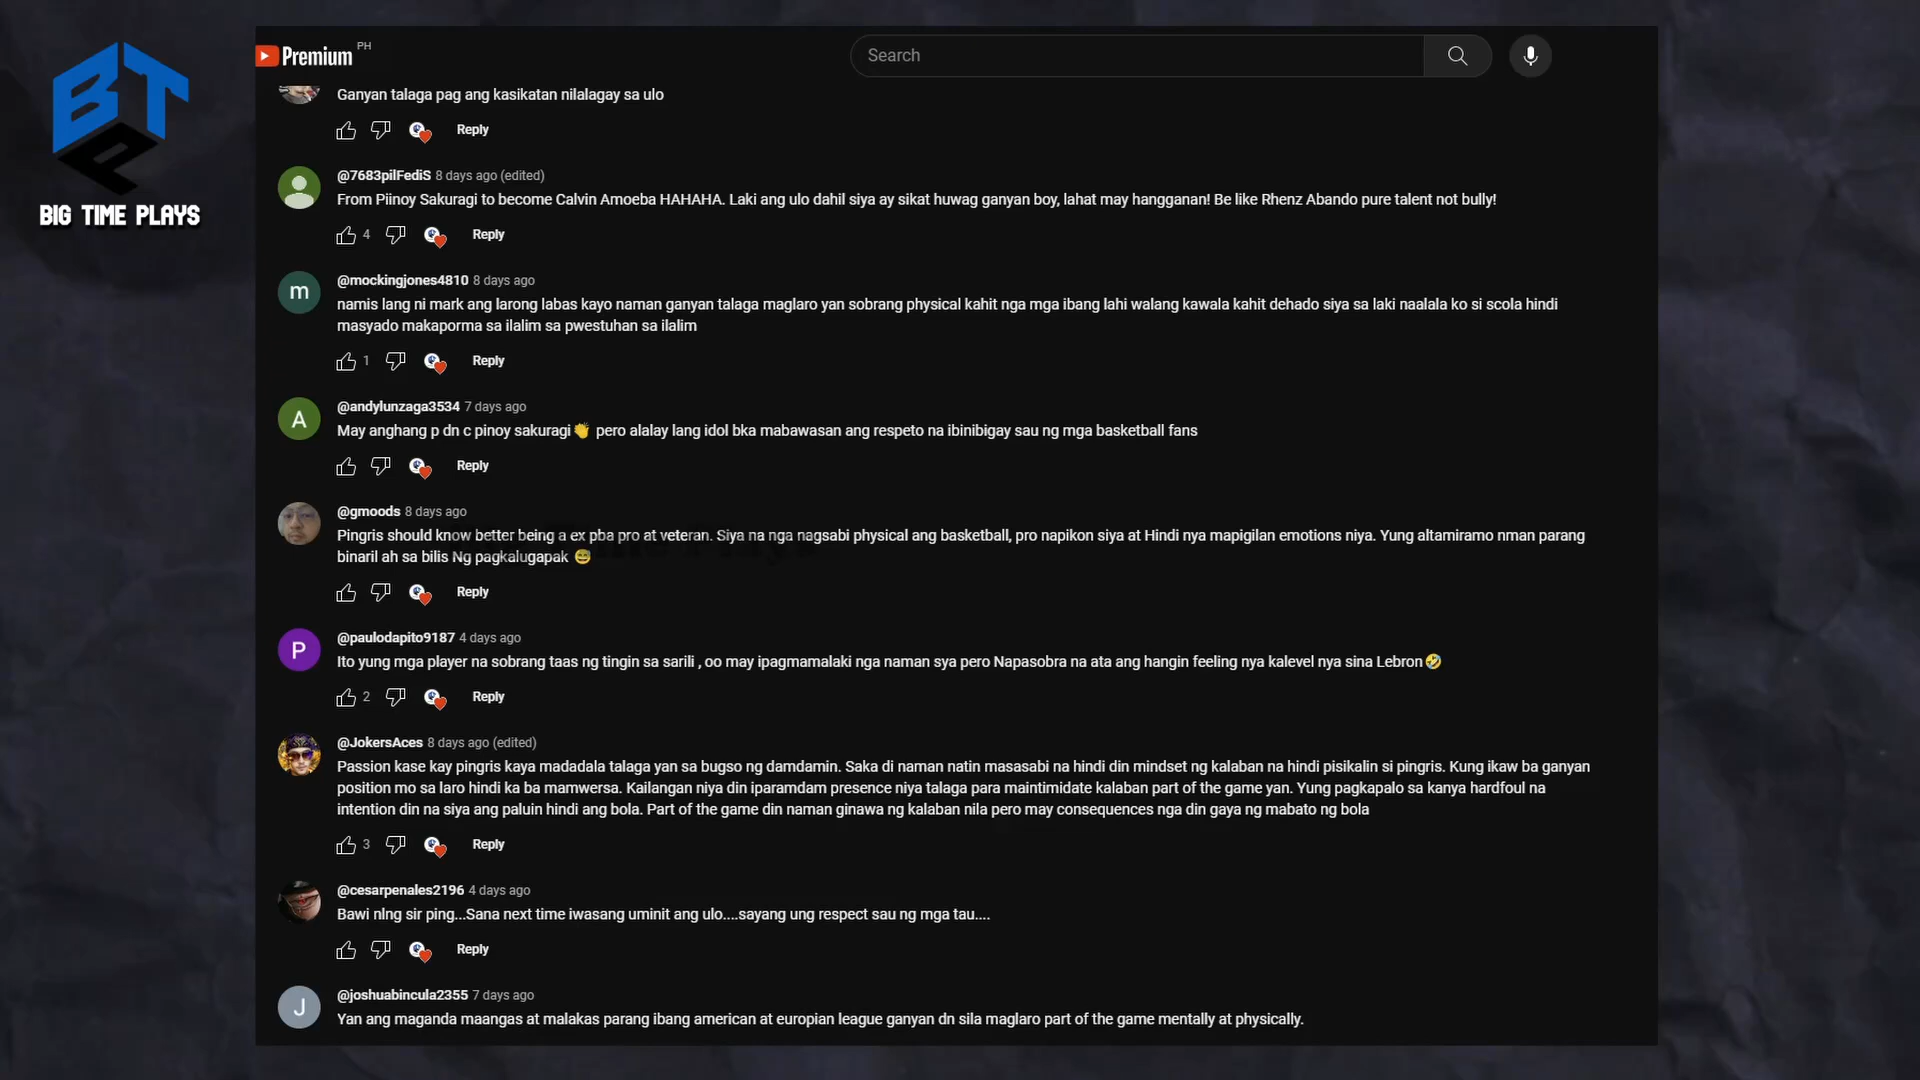 BTP
BIG TIME PLAYS
Premium PH
Search
Ganyan talaga pag ang kasikatan nilalagay sa ulo
Reply
@7683pilFediS 8 days ago (edited)
From Piinoy Sakuragi to become Calvin Amoeba HAHAHA. Laki ang ulo dahil siya ay sikat huwag ganyan boy, lahat may hangganan! Be like Rhenz Abando pure talent not bully!
4 Reply
m
@mockingjones4810 8 days ago
namis lang ni mark ang larong labas kayo naman ganyan talaga maglaro yan sobrang physical kahit nga mga ibang lahi walang kawala kahit dehado siya sa laki naalala ko si scola hindi
masyado makaporma sa ilalim sa pwestuhan sa ilalim
1 Reply
A
@andylunzaga3534 7 days ago
May anghang p dn c pinoy sakuragi👏 pero alalay lang idol bka mabawasan ang respeto na ibinibigay sau ng mga basketball fans
Reply
@gmoods 8 days ago
Pingris should know better being a ex pba pro at veteran. Siya na nga nagsabi physical ang basketball, pro napikon siya at Hindi nya mapigilan emotions niya. Yung altamiramo nman parang
binaril ah sa bilis Ng pagkalugapak 😅
Reply
P
@paulodapito9187 4 days ago
Ito yung mga player na sobrang taas ng tingin sa sarili , oo may ipagmamalaki nga naman sya pero Napasobra na ata ang hangin feeling nya kalevel nya sina Lebron🤣
2 Reply
@JokersAces 8 days ago (edited)
Passion kase kay pingris kaya madadala talaga yan sa bugso ng damdamin. Saka di naman natin masasabi na hindi din mindset ng kalaban na hindi pisikalin si pingris. Kung ikaw ba ganyan
position mo sa laro hindi ka ba mamwersa. Kailangan niya din iparamdam presence niya talaga para maintimidate kalaban part of the game yan. Yung pagkapalo sa kanya hardfoul na
intention din na siya ang paluin hindi ang bola. Part of the game din naman ginawa ng kalaban nila pero may consequences nga din gaya ng mabato ng bola
3 Reply
@cesarpenales2196 4 days ago
Bawi nlng sir ping...Sana next time iwasang uminit ang ulo....sayang ung respect sau ng mga tau....
Reply
J
@joshuabincula2355 7 days ago
Yan ang maganda maangas at malakas parang ibang american at europian league ganyan dn sila maglaro part of the game mentally at physically.